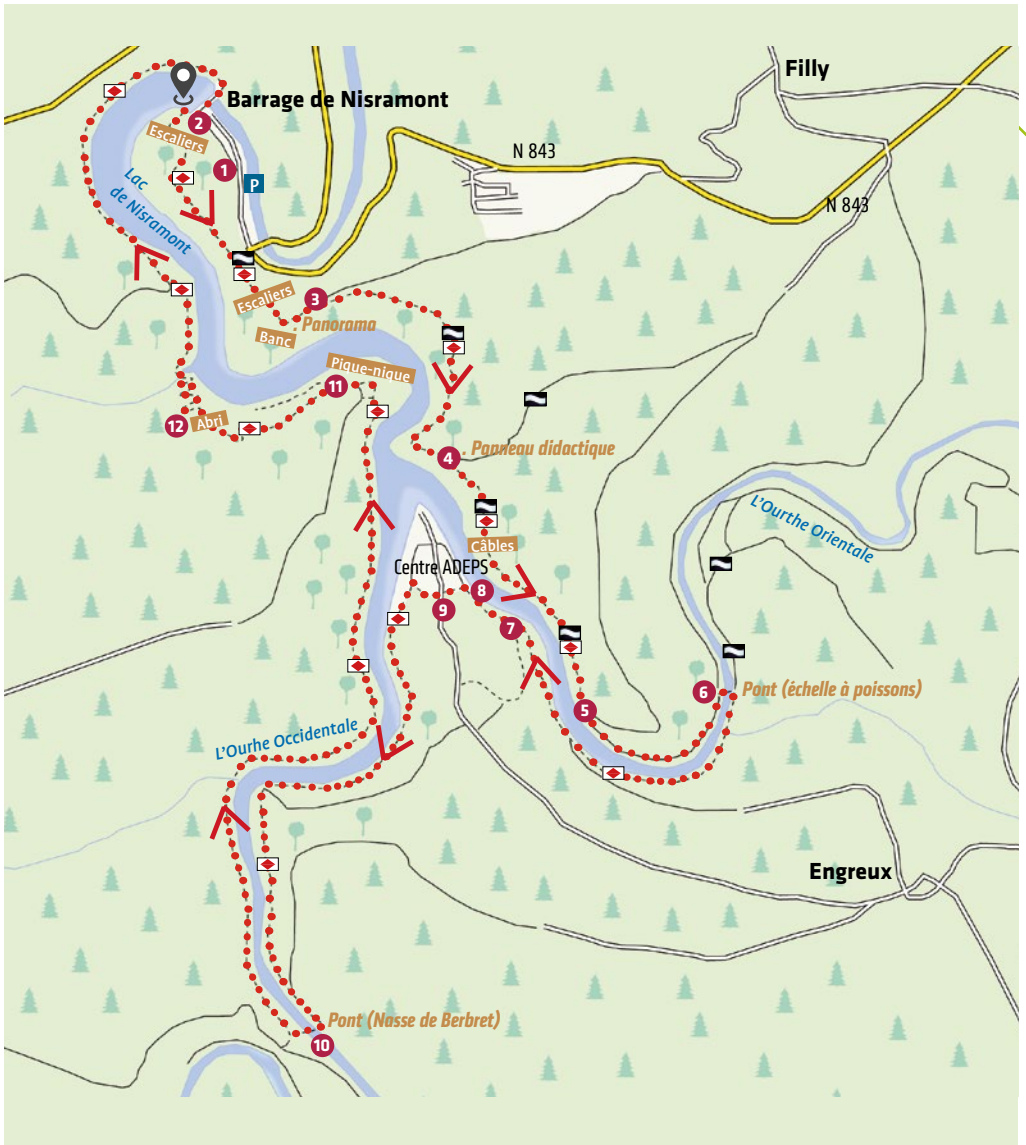 Filly
Barrage de Nisramont
2
Escaliers
N 843
1
P
Lac
de Nisramont
N 843
Escaliers
3
. Panorama
Banc
Pique-nique
11
12
Abri
4
. Panneau didactique
L'Ourthe Orientale
Câbles
Centre ADEPS
8
9
7
6
Pont (échelle à poissons)
5
L'Ourhe Occidentale
Engreux
Pont (Nasse de Berbret)
10